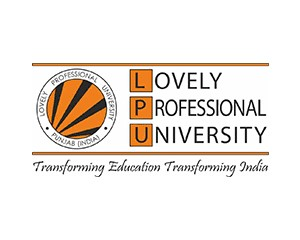 LOVELY PROFESSIONAL UNIVERSITY
PUNJAB (INDIA)
LOVELY
PROFESSIONAL
UNIVERSITY
Transforming Education Transforming India